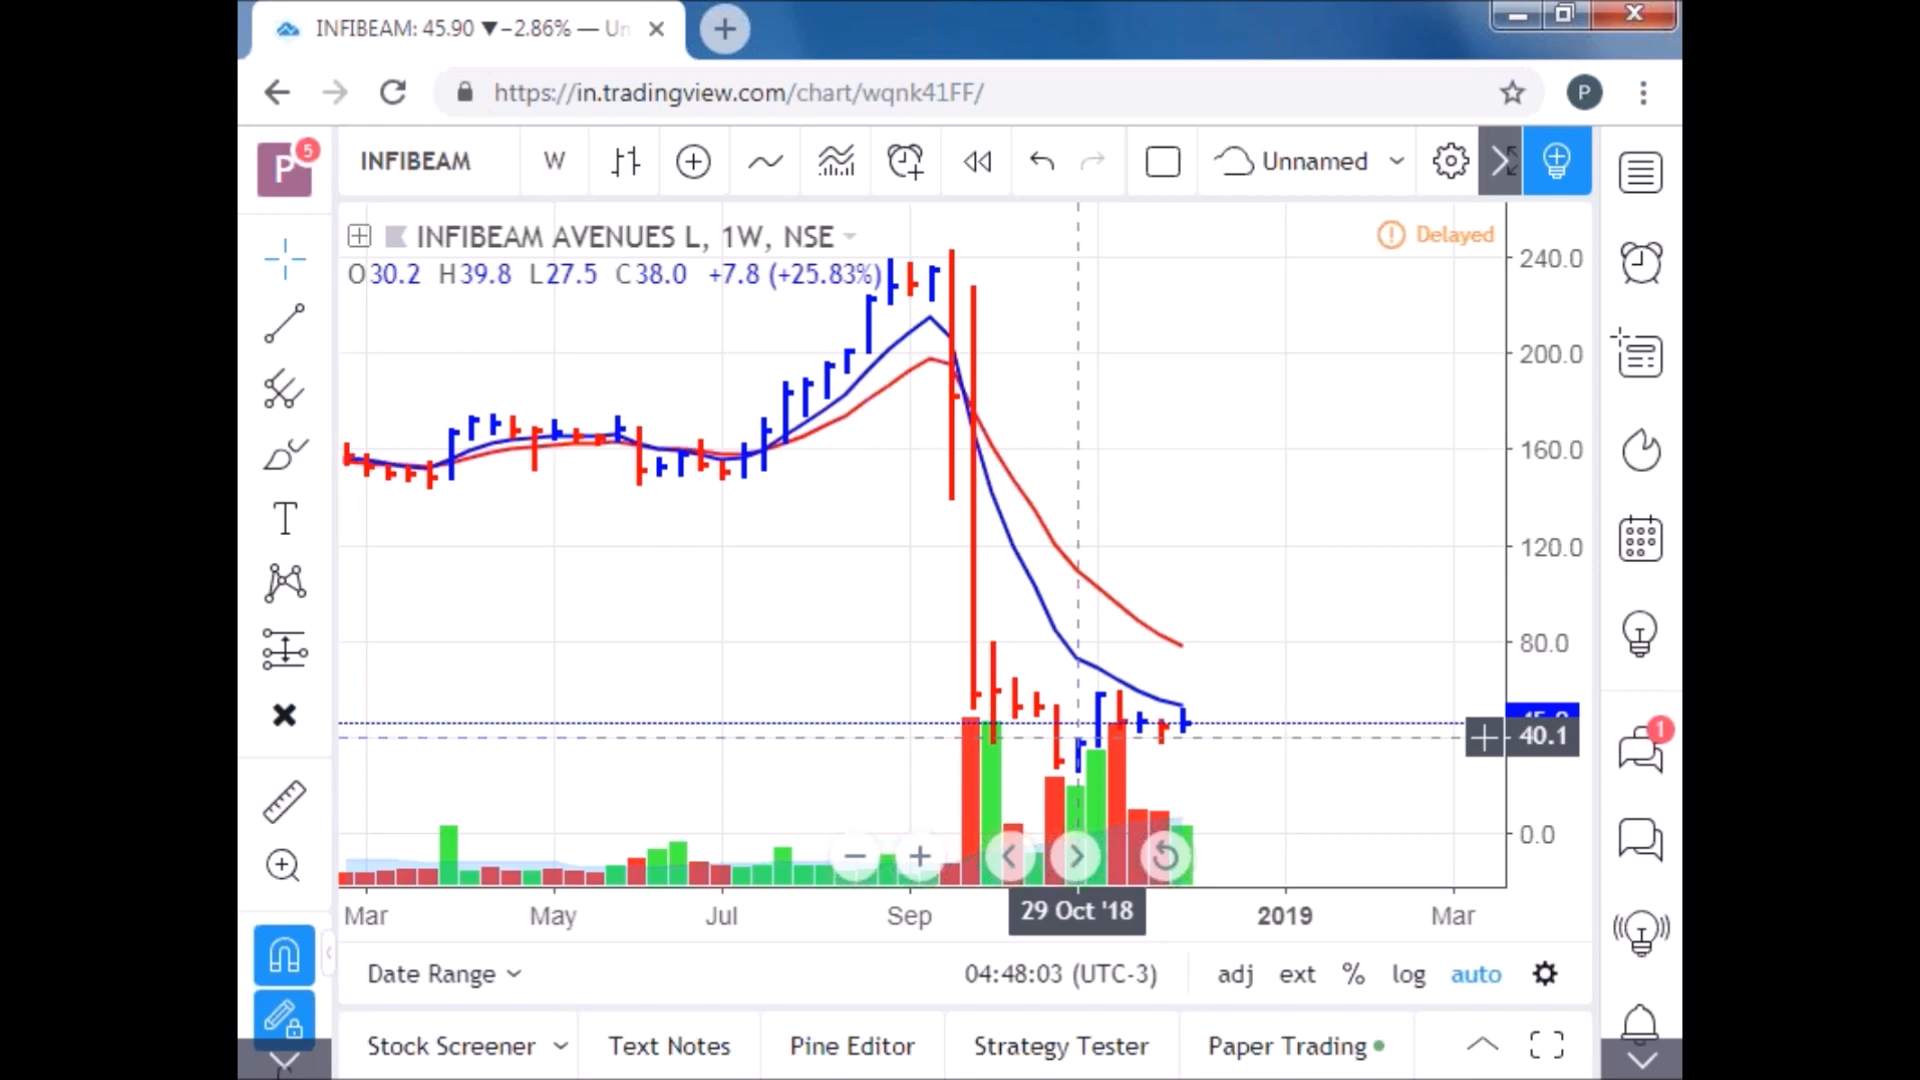 INFIBEAM: 45.90 ▼−2.86% — Un
https://in.tradingview.com/chart/wqnk41FF/
P
P 5
INFIBEAM W Unnamed
INFIBEAM AVENUES L, 1W, NSE
Delayed
O30.2 H39.8 L27.5 C38.0 +7.8 (+25.83%)
240.0
200.0
160.0
120.0
80.0
40.1
0.0
1
Mar May Jul Sep 29 Oct '18 2019 Mar
Date Range 04:48:03 (UTC-3) adj ext % log auto
Stock Screener Text Notes Pine Editor Strategy Tester Paper Trading